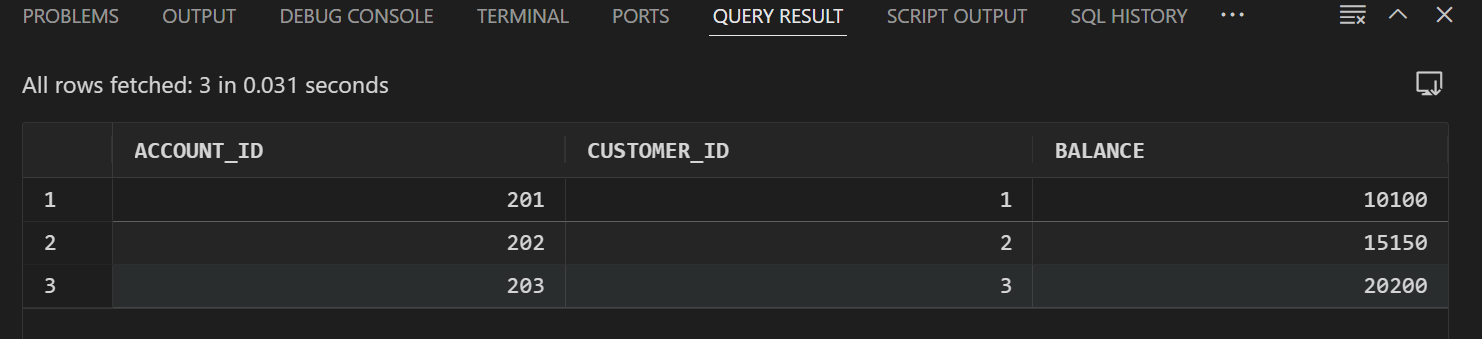 PROBLEMS OUTPUT DEBUG CONSOLE TERMINAL PORTS QUERY RESULT SCRIPT OUTPUT SQL HISTORY ...
All rows fetched: 3 in 0.031 seconds
ACCOUNT_ID CUSTOMER_ID BALANCE
1 201 1 10100
2 202 2 15150
3 203 3 20200